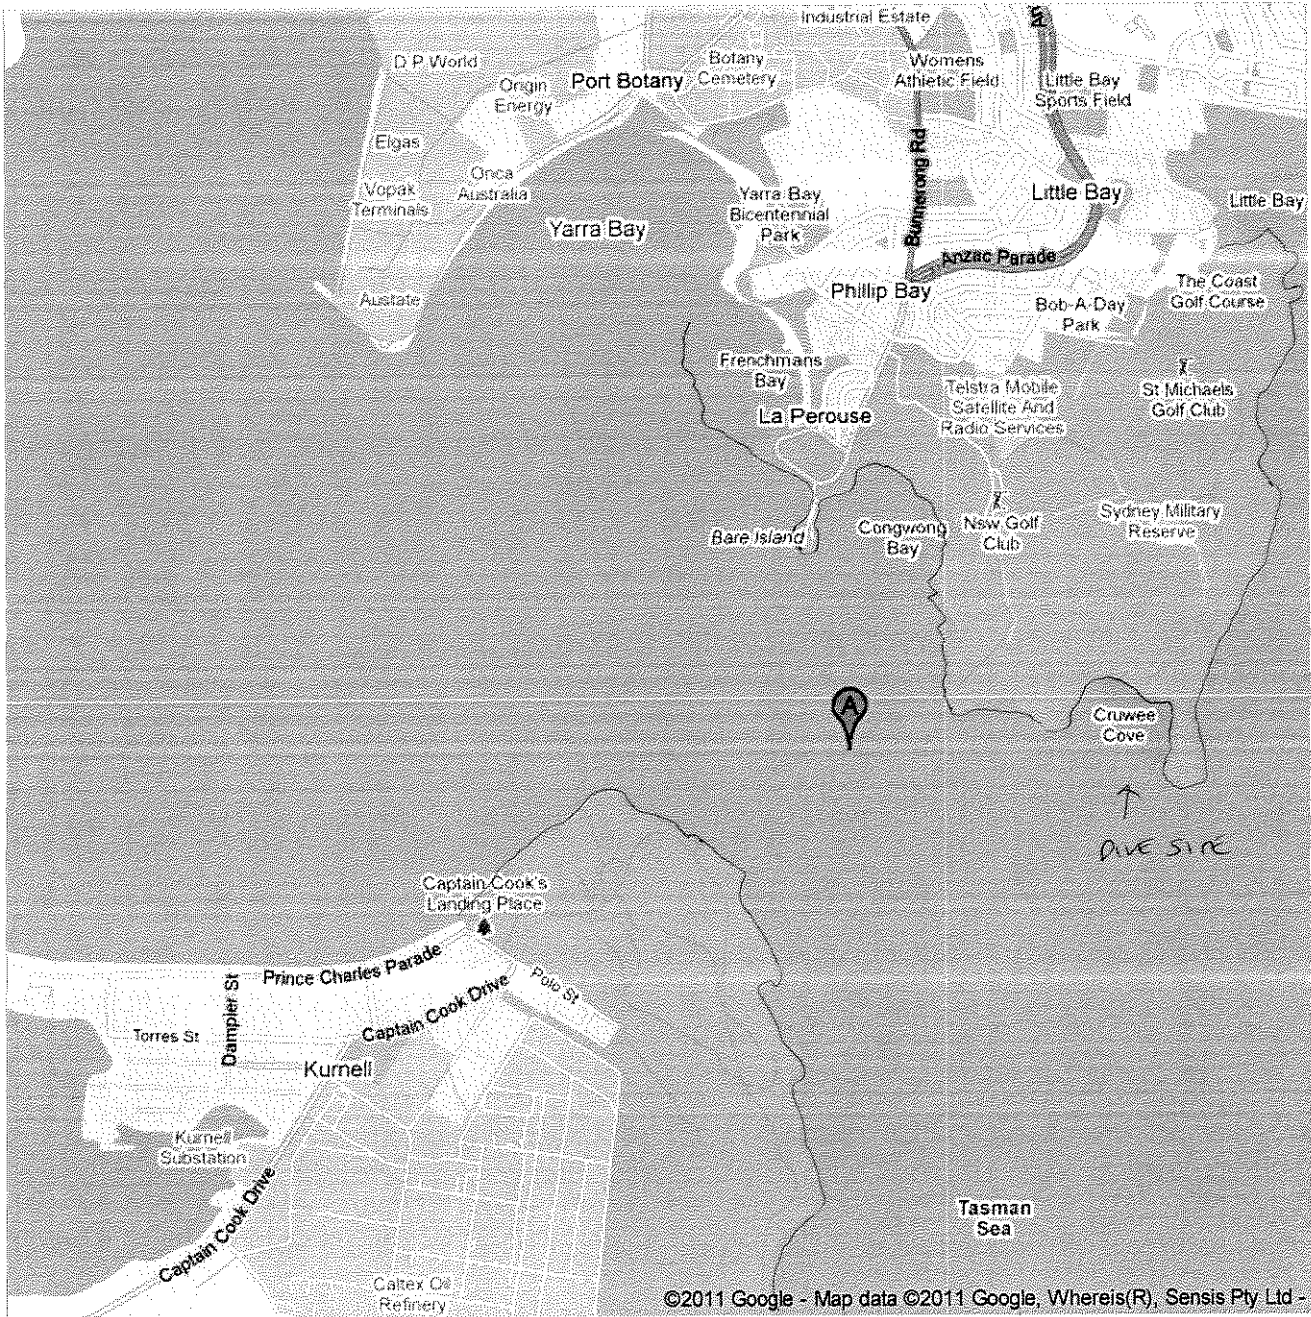 Industrial Estate
D P World
Port Botany
Botany
Cemetery
Womens
Athletic Field
Little Bay
Sports Field
Origin
Energy
Elgas
Bunnerong Rd
Onca
Australia
Vopak
Terminals
Yarra Bay
Bicentennial
Park
Little Bay
Little Bay
Yarra Bay
Anzac Parade
Austate
Phillip Bay
The Coast
Golf Course
Bob-A-Day
Park
Frenchmans
Bay
La Perouse
Telstra Mobile
Satellite And
Radio Services
St Michaels
Golf Club
Bare Island
Congwong
Bay
Nsw Golf
Club
Sydney Military
Reserve
A
Cruwee
Cove
DIVE SITE
Captain Cook's
Landing Place
Prince Charles Parade
Captain Cook Drive
Polo St
Dampier St
Torres St
Kurnell
Kurnell
Substation
Captain Cook Drive
Tasman
Sea
Caltex Oil
Refinery
©2011 Google - Map data ©2011 Google, Whereis(R), Sensis Pty Ltd -